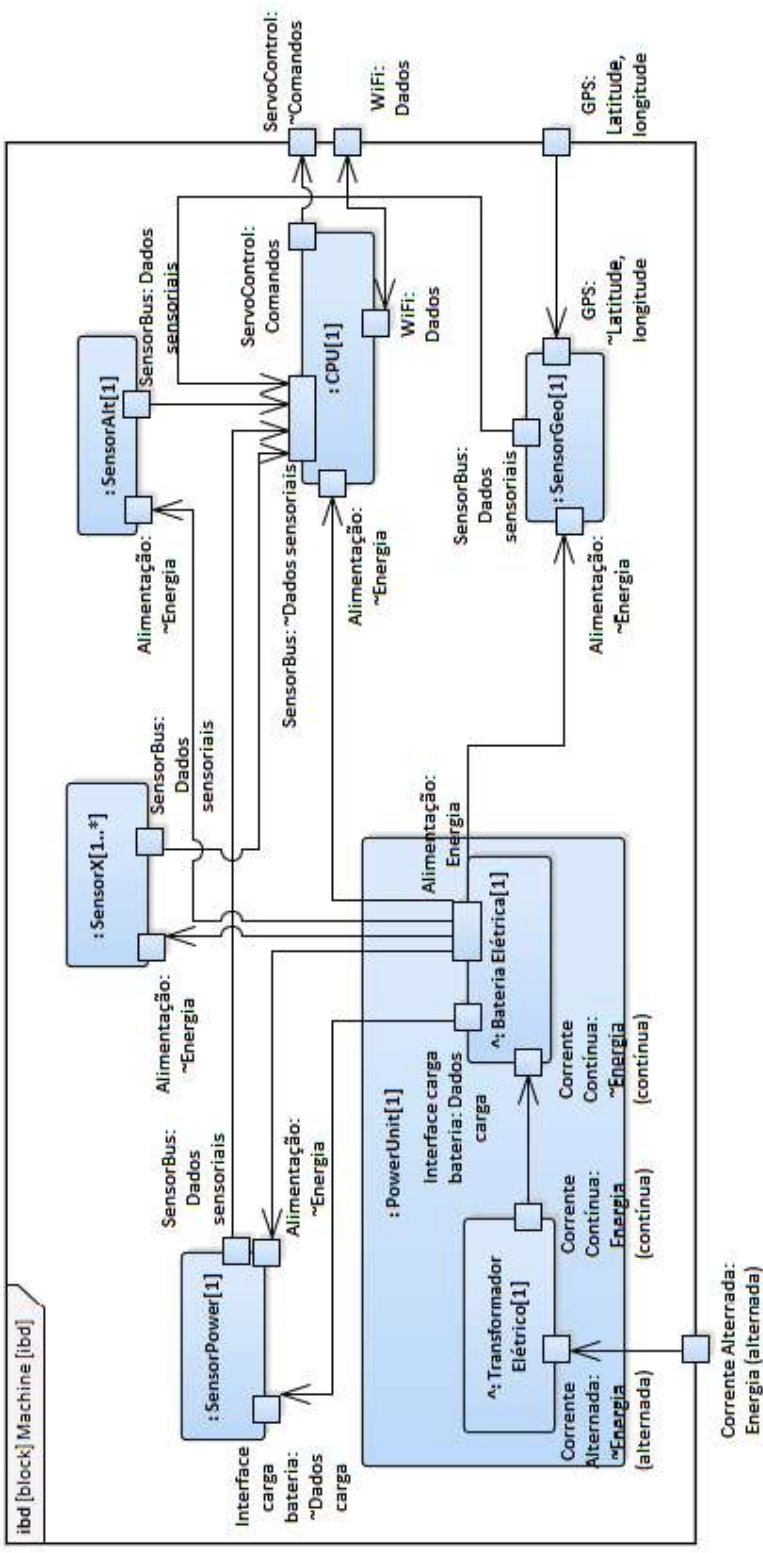 ibd [block] Machine [ibd]
: SensorPower[1]
SensorBus:
Dados
sensoriais
Interface
carga
bateria:
~Dados
carga
Alimentação:
~Energia
: SensorX[1..*]
Alimentação:
~Energia
SensorBus:
Dados
sensoriais
: SensorAlt[1]
Alimentação:
~Energia
SensorBus: Dados
sensoriais
ServoControl:
Comandos
ServoControl:
~Comandos
: CPU[1]
SensorBus: ~Dados sensoriais
Alimentação:
~Energia
WiFi:
Dados
WiFi:
Dados
: PowerUnit[1]
Interface carga
bateria: Dados
carga
Alimentação:
Energia
^: Bateria Elétrica[1]
^: Transformador
Elétrico[1]
Corrente
Alternada:
~Energia
(alternada)
Corrente
Contínua:
Energia
(contínua)
Corrente
Contínua:
~Energia
(contínua)
SensorBus:
Dados
sensoriais
: SensorGeo[1]
Alimentação:
~Energia
GPS:
~Latitude,
longitude
GPS:
Latitude,
longitude
Corrente Alternada:
Energia (alternada)